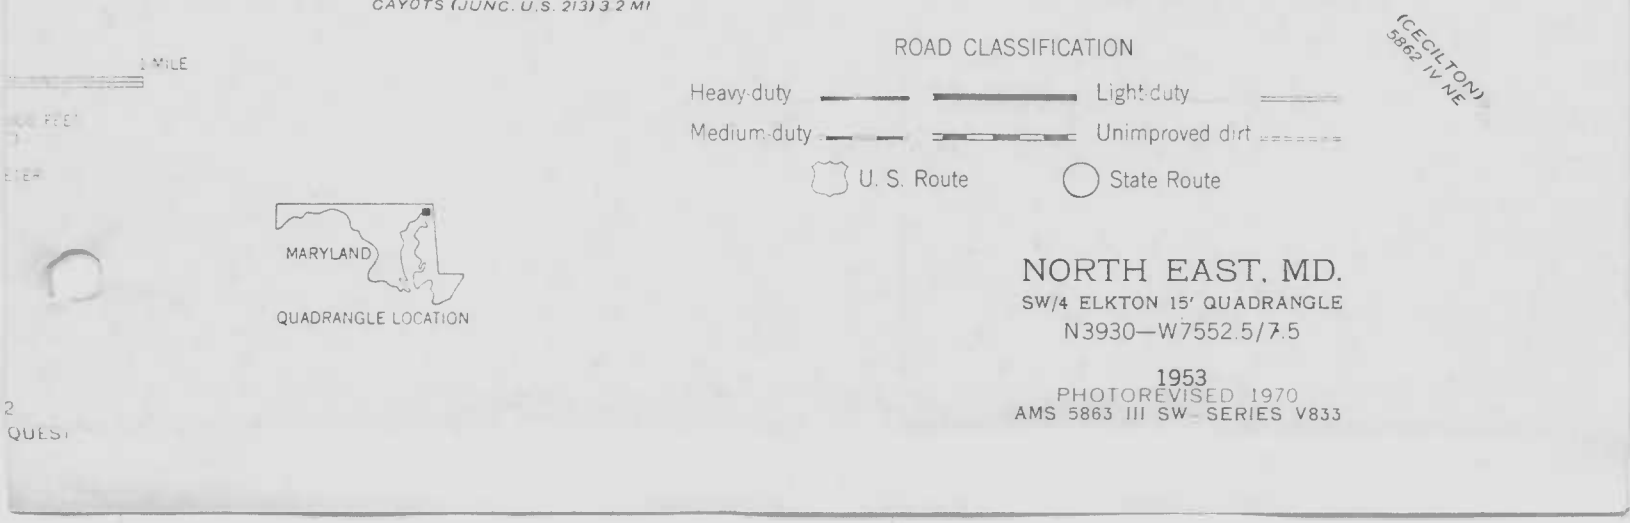 CAYOTS (JUNC. U.S. 213) 3.2 MI
1 MILE
FEET
ROAD CLASSIFICATION
Heavy-duty
Light-duty
Medium-duty
Unimproved dirt
U. S. Route
State Route
(CECILTON)
5862 IV NE
MARYLAND
QUADRANGLE LOCATION
NORTH EAST, MD.
SW/4 ELKTON 15' QUADRANGLE
N3930—W7552.5/7.5
1953
PHOTOREVISED 1970
AMS 5863 III SW–SERIES V833
2
QUEST